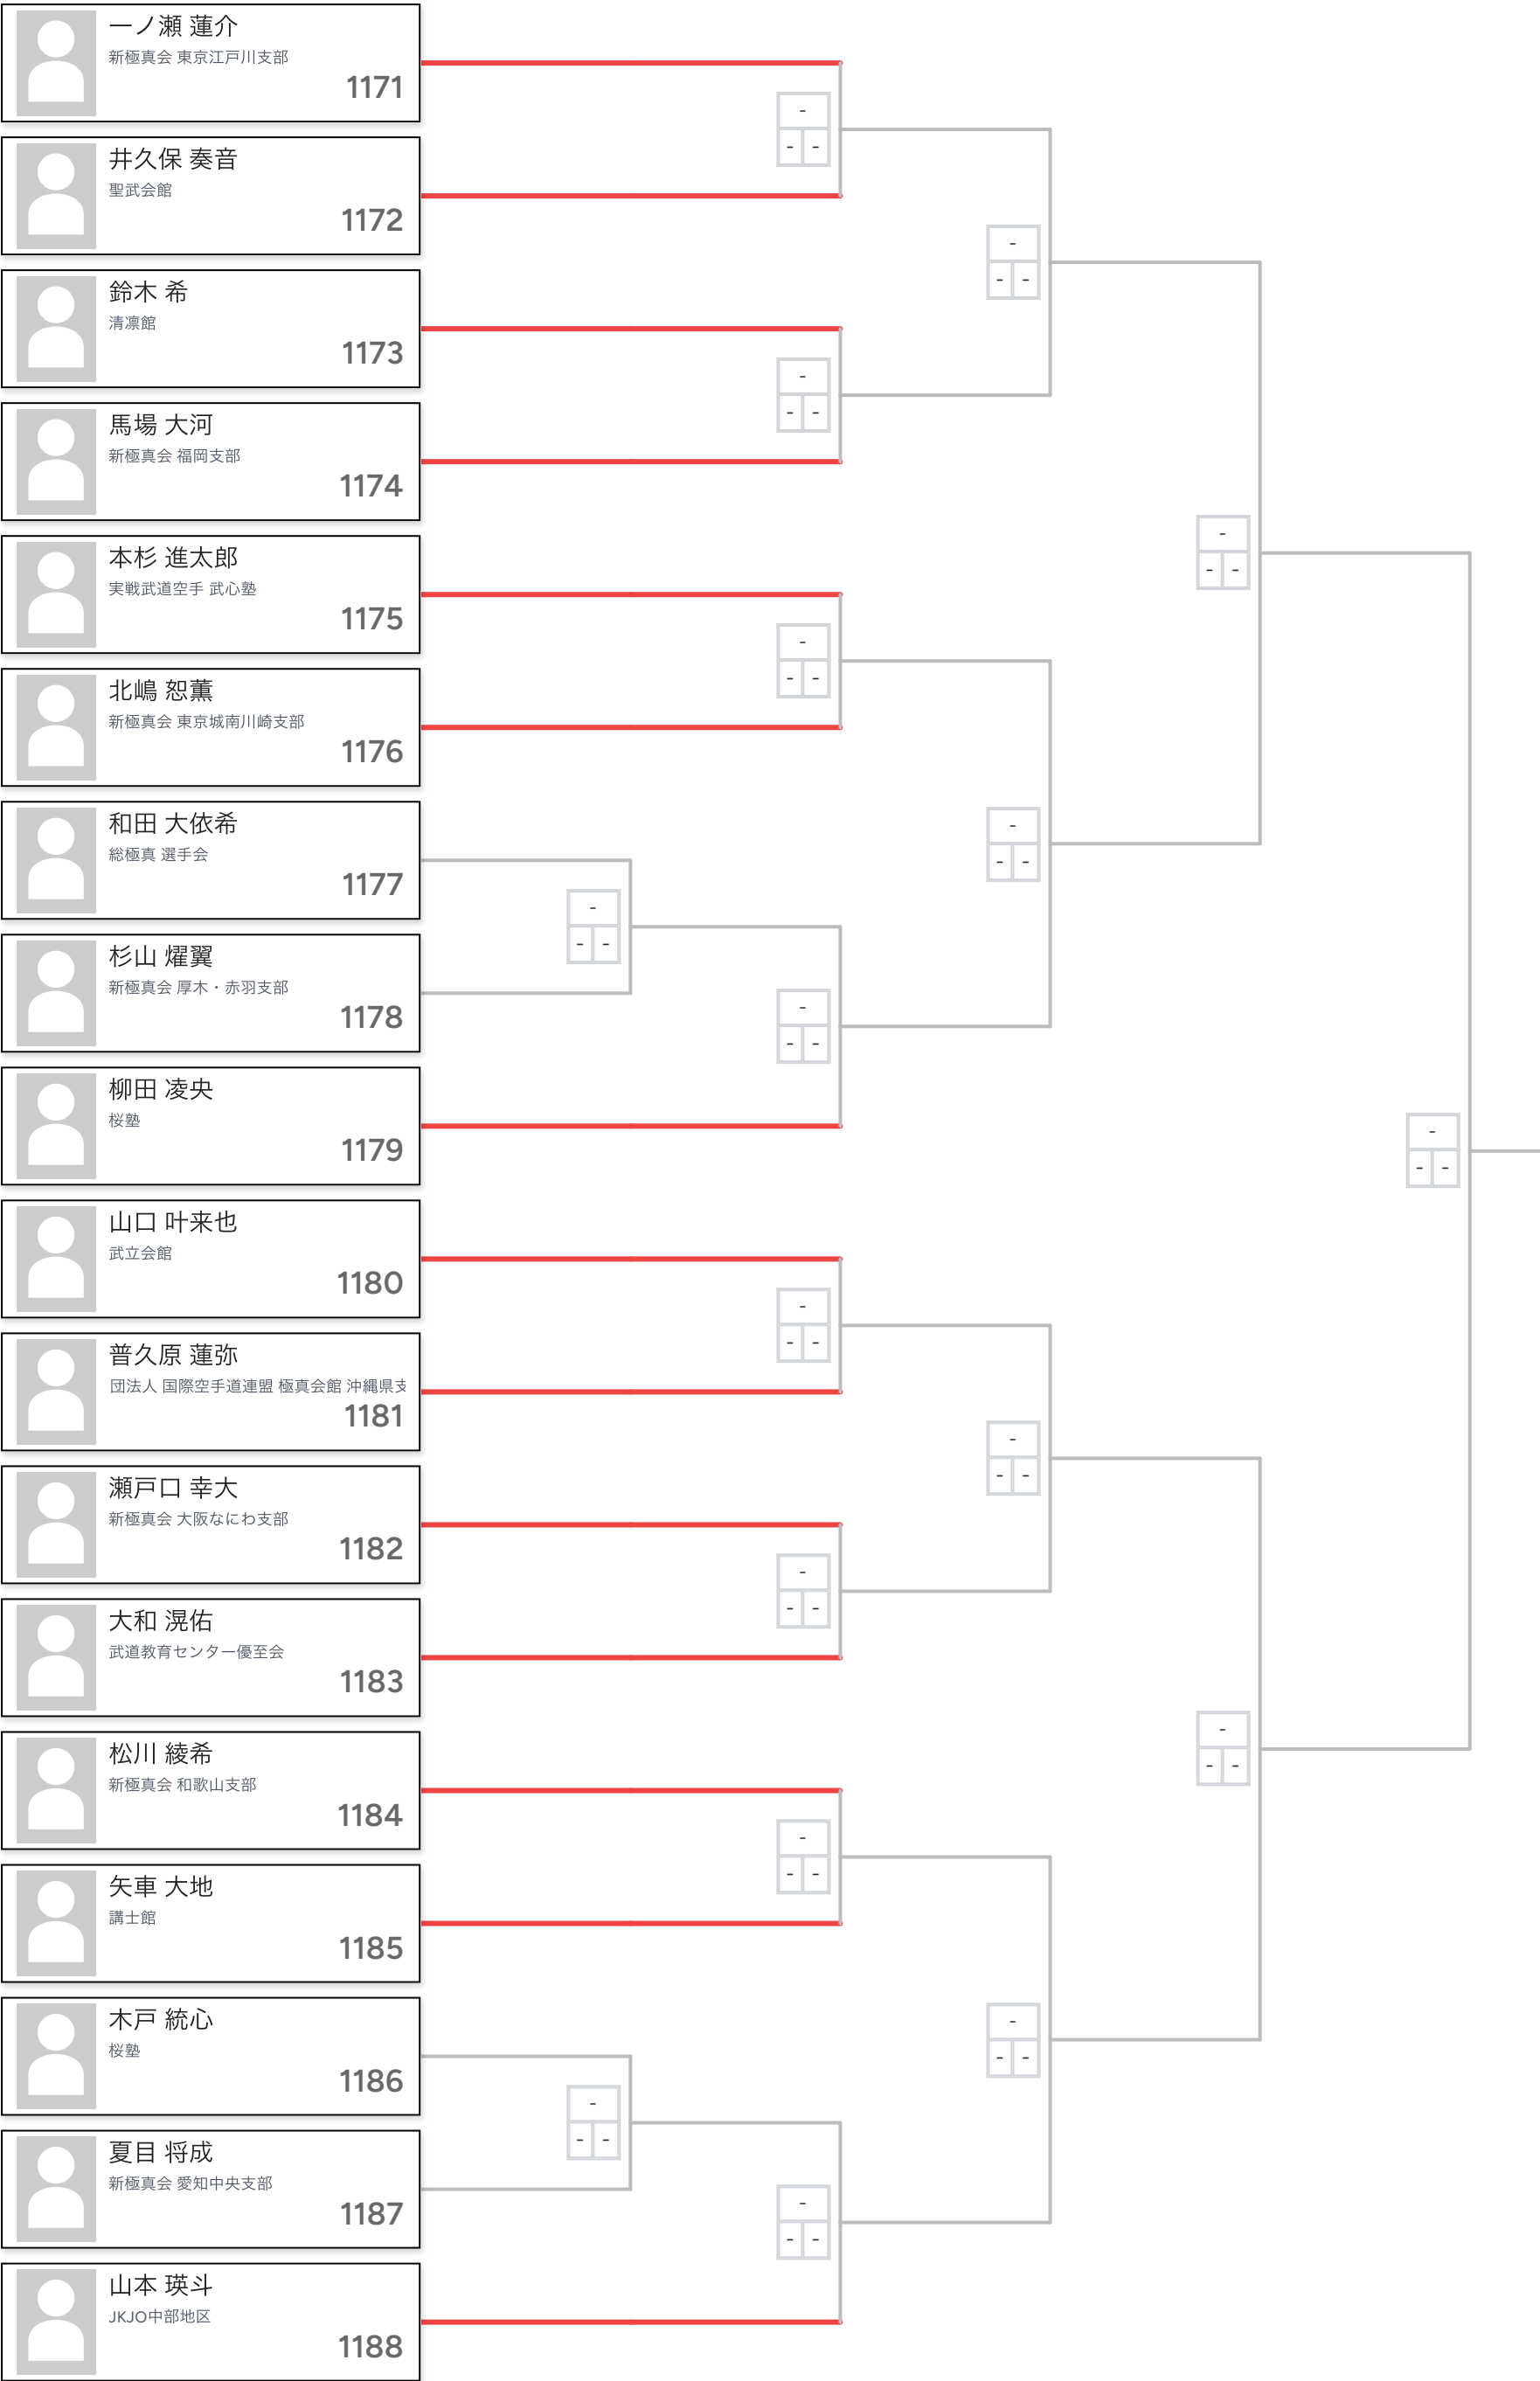 一ノ瀬 蓮介
新極真会 東京江戸川支部
1171
-
- -
井久保 奏音
聖武会館
1172
-
- -
鈴木 希
清凛館
1173
-
- -
馬場 大河
新極真会 福岡支部
1174
-
- -
本杉 進太郎
実戦武道空手 武心塾
1175
-
- -
北嶋 恕薫
新極真会 東京城南川崎支部
1176
-
- -
和田 大依希
総極真 選手会
1177
-
- -
杉山 燿翼
新極真会 厚木・赤羽支部
1178
-
- -
柳田 凌央
桜塾
1179
-
- -
山口 叶来也
武立会館
1180
-
- -
普久原 蓮弥
団法人 国際空手道連盟 極真会館 沖縄県支
1181
-
- -
瀬戸口 幸大
新極真会 大阪なにわ支部
1182
-
- -
大和 滉佑
武道教育センター優至会
1183
-
- -
松川 綾希
新極真会 和歌山支部
1184
-
- -
矢車 大地
講士館
1185
-
- -
木戸 統心
桜塾
1186
-
- -
夏目 将成
新極真会 愛知中央支部
1187
-
- -
山本 瑛斗
JKJO中部地区
1188